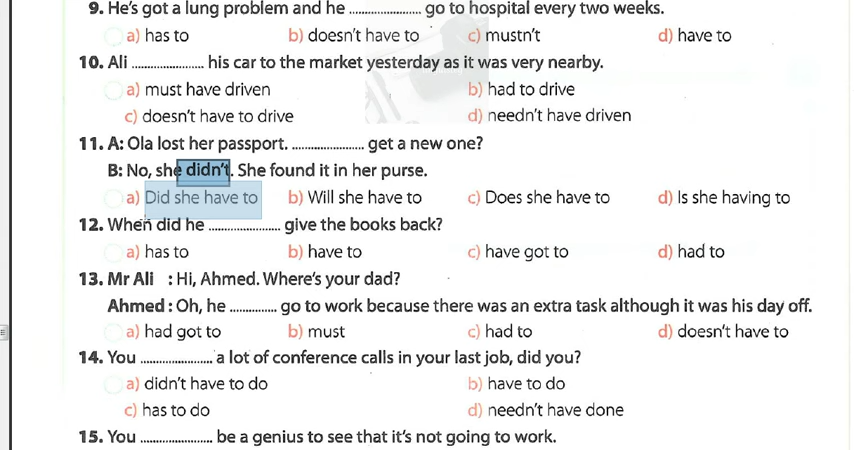 9. He's got a lung problem and he ........................ go to hospital every two weeks.
a) has to b) doesn't have to c) mustn't d) have to
10. Ali ........................ his car to the market yesterday as it was very nearby.
a) must have driven b) had to drive
c) doesn't have to drive d) needn't have driven
11. A: Ola lost her passport. ........................ get a new one?
B: No, she didn't. She found it in her purse.
a) Did she have to b) Will she have to c) Does she have to d) Is she having to
12. When did he ........................ give the books back?
a) has to b) have to c) have got to d) had to
13. Mr Ali : Hi, Ahmed. Where's your dad?
Ahmed : Oh, he ............... go to work because there was an extra task although it was his day off.
a) had got to b) must c) had to d) doesn't have to
14. You ........................ a lot of conference calls in your last job, did you?
a) didn't have to do b) have to do
c) has to do d) needn't have done
15. You ........................ be a genius to see that it's not going to work.